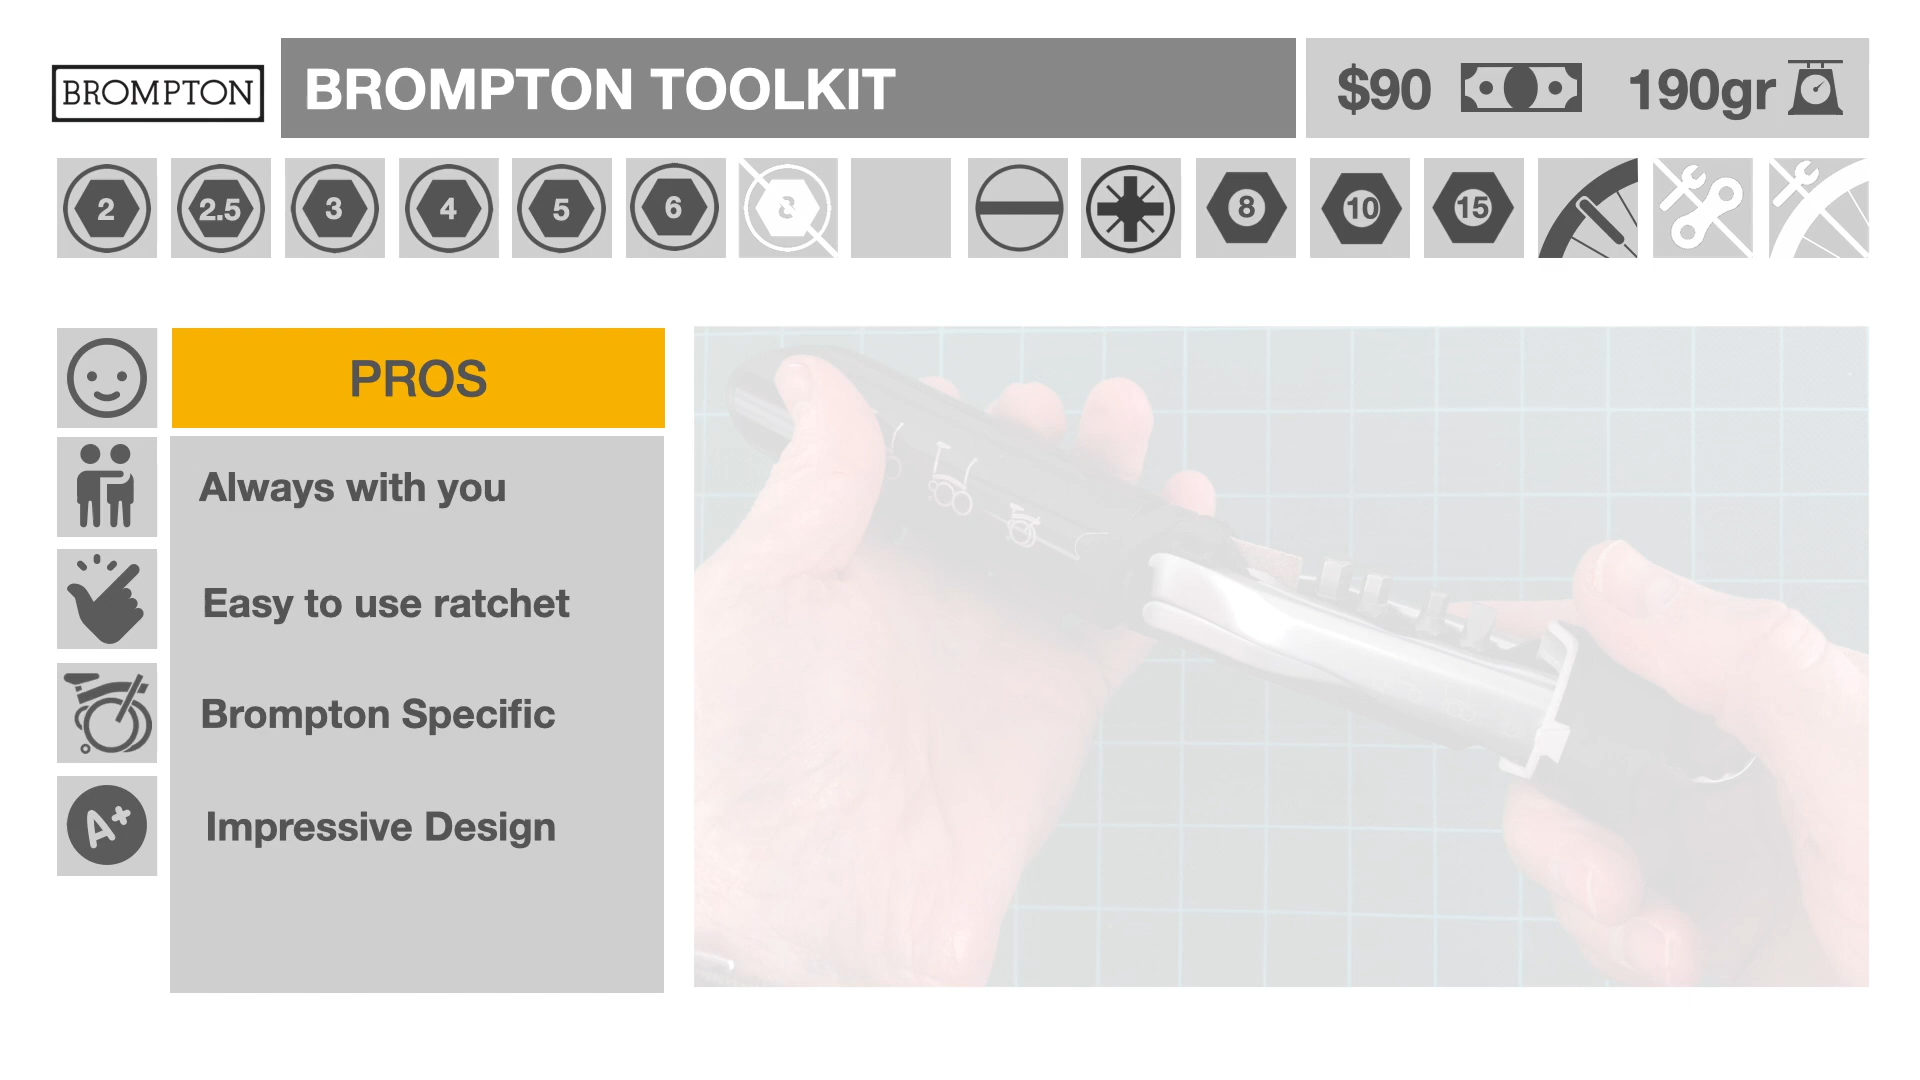 BROMPTON
BROMPTON TOOLKIT
$90
190gr
2
2.5
3
4
5
6
8
8
10
15
PROS
Always with you
Easy to use ratchet
Brompton Specific
A+
Impressive Design